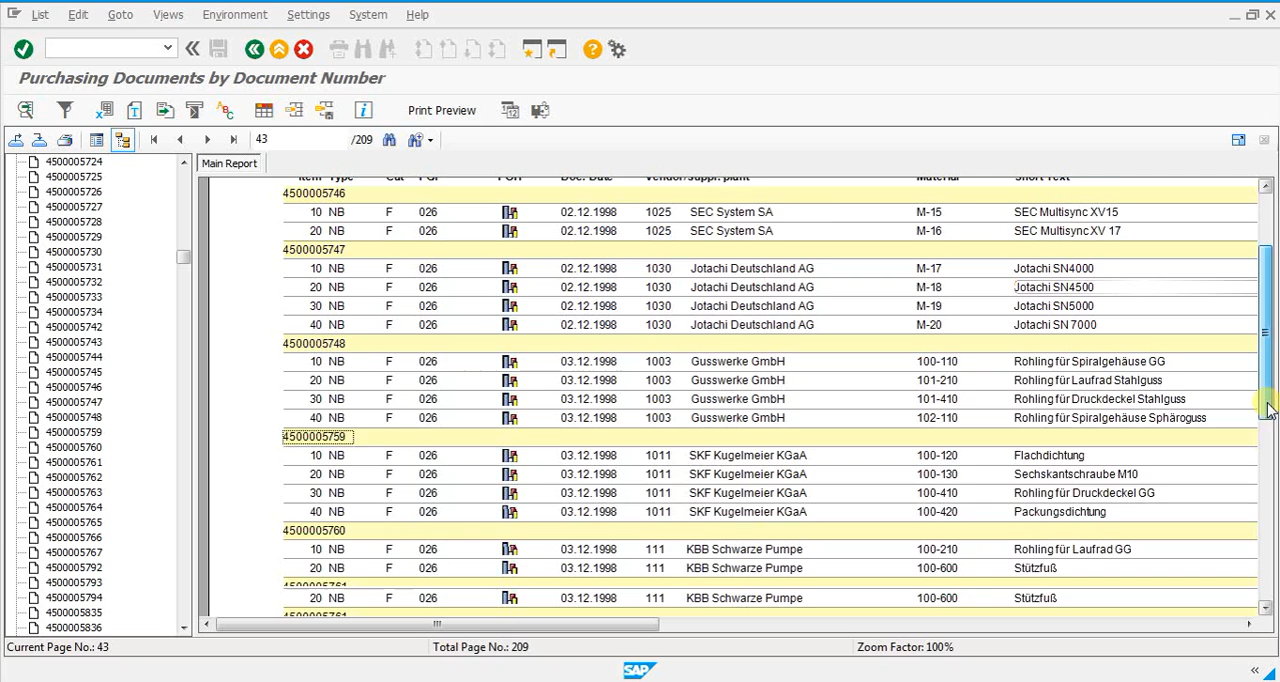 List Edit Goto Views Environment Settings System Help
Purchasing Documents by Document Number
Print Preview
43 /209
4500005724
4500005725
4500005726
4500005727
4500005728
4500005729
4500005730
4500005731
4500005732
4500005733
4500005734
4500005742
4500005743
4500005744
4500005745
4500005746
4500005747
4500005748
4500005759
4500005760
4500005761
4500005762
4500005763
4500005764
4500005765
4500005766
4500005767
4500005792
4500005793
4500005794
4500005835
4500005836
Main Report
Item Type Cat PGr POH Doc. Date Vendor/suppl. plant Material Short Text
4500005746
10 NB F 026 02.12.1998 1025 SEC System SA M-15 SEC Multisync XV15
20 NB F 026 02.12.1998 1025 SEC System SA M-16 SEC Multisync XV 17
4500005747
10 NB F 026 02.12.1998 1030 Jotachi Deutschland AG M-17 Jotachi SN4000
20 NB F 026 02.12.1998 1030 Jotachi Deutschland AG M-18 Jotachi SN4500
30 NB F 026 02.12.1998 1030 Jotachi Deutschland AG M-19 Jotachi SN5000
40 NB F 026 02.12.1998 1030 Jotachi Deutschland AG M-20 Jotachi SN 7000
4500005748
10 NB F 026 03.12.1998 1003 Gusswerke GmbH 100-110 Rohling für Spiralgehäuse GG
20 NB F 026 03.12.1998 1003 Gusswerke GmbH 101-210 Rohling für Laufrad Stahlguss
30 NB F 026 03.12.1998 1003 Gusswerke GmbH 101-410 Rohling für Druckdeckel Stahlguss
40 NB F 026 03.12.1998 1003 Gusswerke GmbH 102-110 Rohling für Spiralgehäuse Sphäroguss
4500005759
10 NB F 026 03.12.1998 1011 SKF Kugelmeier KGaA 100-120 Flachdichtung
20 NB F 026 03.12.1998 1011 SKF Kugelmeier KGaA 100-130 Sechskantschraube M10
30 NB F 026 03.12.1998 1011 SKF Kugelmeier KGaA 100-410 Rohling für Druckdeckel GG
40 NB F 026 03.12.1998 1011 SKF Kugelmeier KGaA 100-420 Packungsdichtung
4500005760
10 NB F 026 03.12.1998 111 KBB Schwarze Pumpe 100-210 Rohling für Laufrad GG
20 NB F 026 03.12.1998 111 KBB Schwarze Pumpe 100-600 Stützfuß
4500005761
20 NB F 026 03.12.1998 111 KBB Schwarze Pumpe 100-600 Stützfuß
4500005761
Current Page No.: 43 Total Page No.: 209 Zoom Factor: 100%
SAP